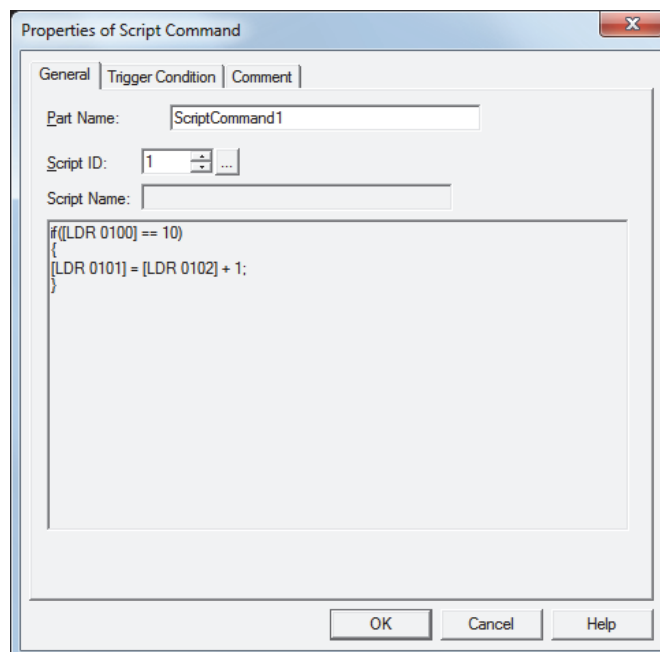 Properties of Script Command
General Trigger Condition Comment
Part Name: ScriptCommand1
Script ID: 1 ...
Script Name:
if([LDR 0100] == 10)
{
[LDR 0101] = [LDR 0102] + 1;
}
OK Cancel Help